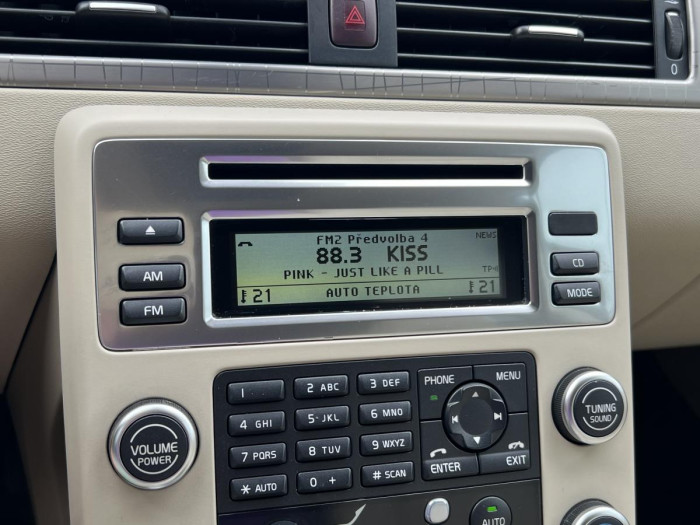 0
FM2 Předvolba 4
NEWS
88.3 KISS
PINK - JUST LIKE A PILL
TP
21 AUTO TEPLOTA 21
AM
FM
CD
MODE
1
2 ABC
3 DEF
4 GHI
5 JKL
6 MNO
7 PQRS
8 TUV
9 WXYZ
* AUTO
0 +
# SCAN
PHONE
MENU
ENTER
EXIT
VOLUME
POWER
TUNING
SOUND
AUTO